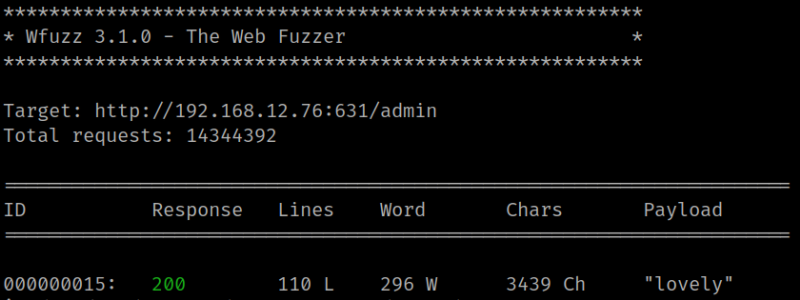 ********************************************************
* Wfuzz 3.1.0 - The Web Fuzzer                         *
********************************************************
Target: http://192.168.12.76:631/admin
Total requests: 14344392
=====================================================================
ID           Response   Lines    Word       Chars       Payload
=====================================================================
000000015:   200        110 L    296 W      3439 Ch     "lovely"